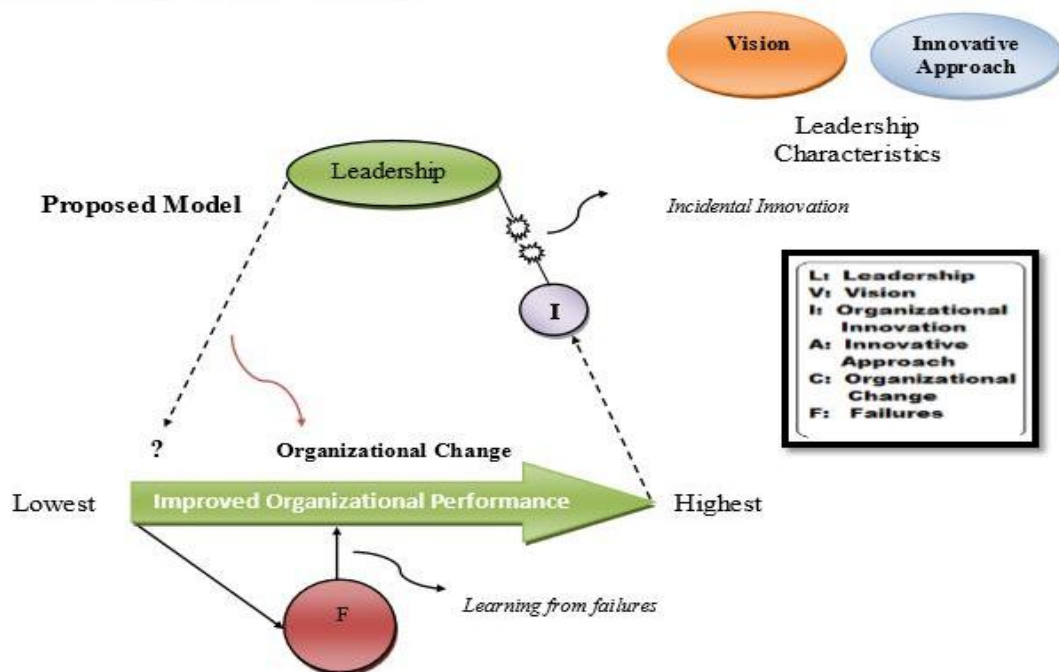 Vision
Innovative
Approach
Leadership
Characteristics
Leadership
Proposed Model
Incidental Innovation
I
L: Leadership
V: Vision
I: Organizational
Innovation
A: Innovative
Approach
C: Organizational
Change
F: Failures
?
Organizational Change
Lowest
Improved Organizational Performance
Highest
F
Learning from failures